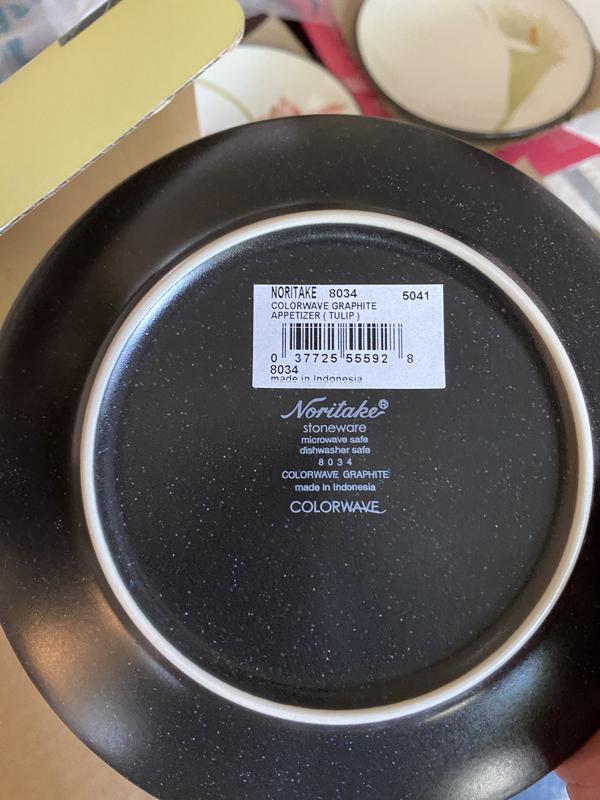 NORITAKE 8034 5041
COLORWAVE GRAPHITE
APPETIZER ( TULIP )
0 37725 55592 8
8034
made in Indonesia
Noritake®
stoneware
microwave safe
dishwasher safe
8034
COLORWAVE GRAPHITE
made in Indonesia
COLORWAVE